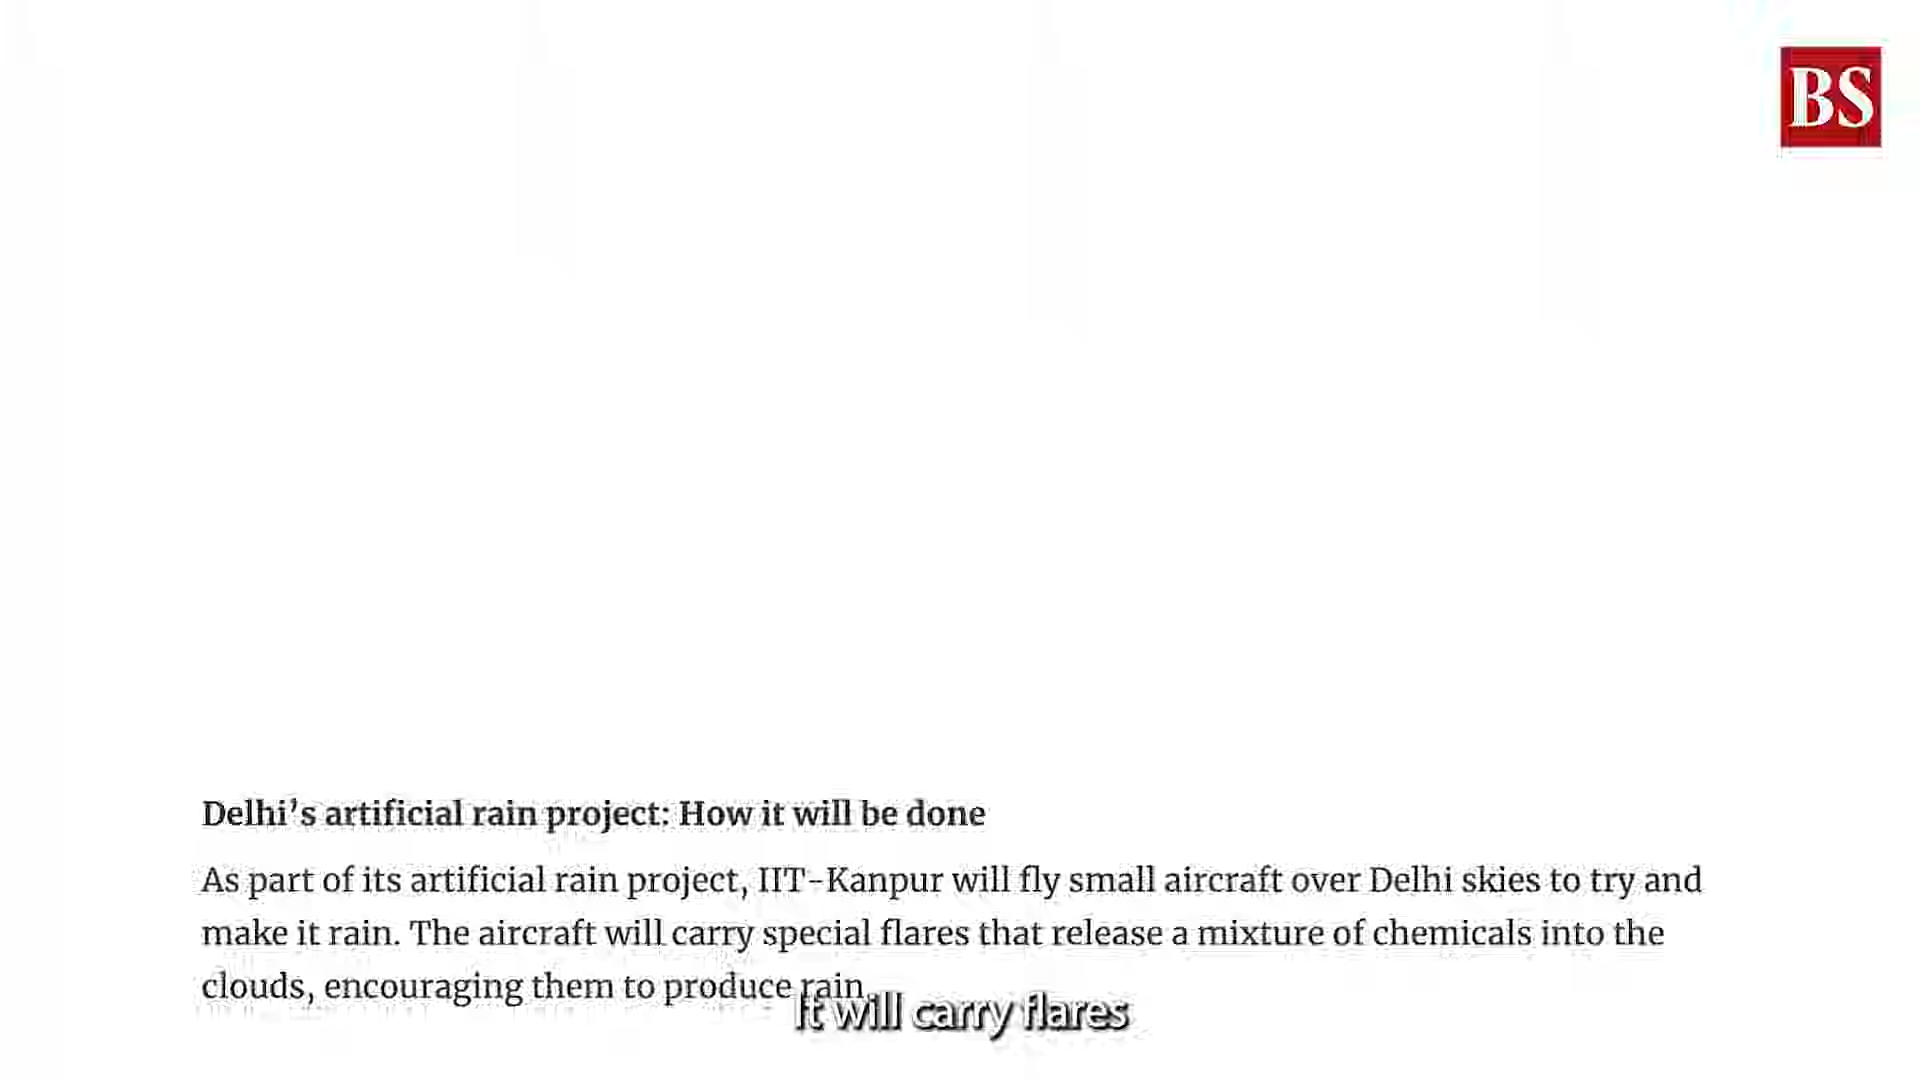 BS
Delhi's artificial rain project: How it will be done
As part of its artificial rain project, IIT-Kanpur will fly small aircraft over Delhi skies to try and
make it rain. The aircraft will carry special flares that release a mixture of chemicals into the
clouds, encouraging them to produce rain.
It will carry flares